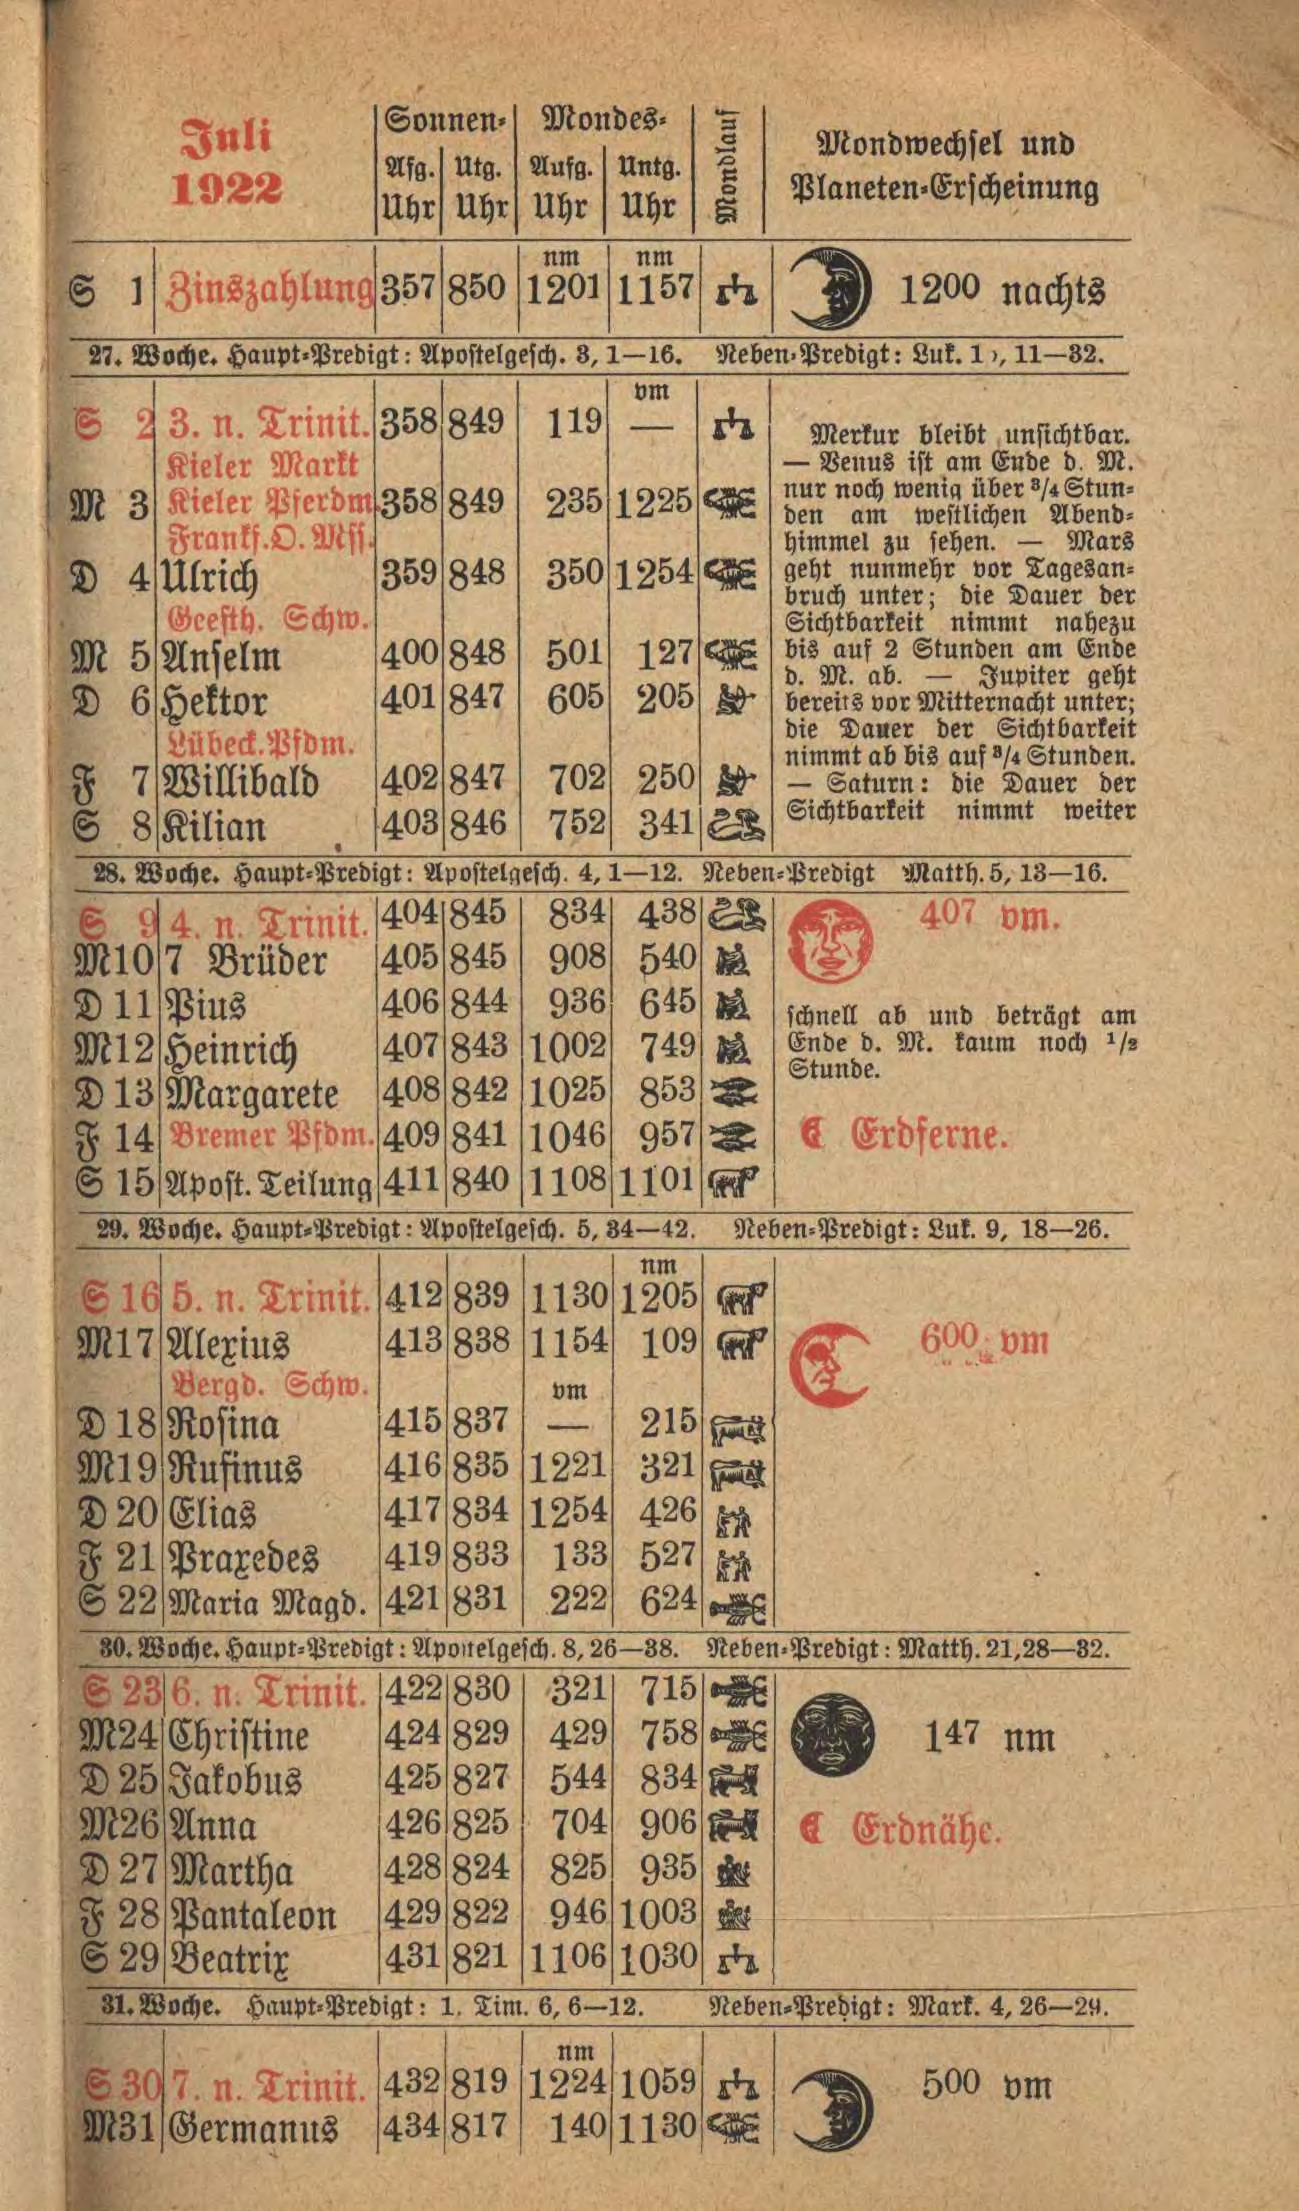 Juli
1922
Sonnen- Mondes- Mondlauf Mondwechsel und
Planeten-Erscheinung
Afg. Utg. Aufg. Untg.
Uhr Uhr Uhr Uhr
nm nm
S 1 Zinszahlung 357 850 1201 1157 1200 nachts
27. Woche. Haupt-Predigt: Apostelgesch. 3, 1—16. Neben-Predigt: Luk. 11—32.
vm
S 2 3. n. Trinit. 358 849 119 —
Kieler Markt
M 3 Kieler Pferdm. 358 849 235 1225
Frankf. O. Mss.
D 4 Ulrich 359 848 350 1254
Geesth. Schw.
M 5 Anselm 400 848 501 127
D 6 Hektor 401 847 605 205
Lübeck. Pfdm.
F 7 Willibald 402 847 702 250
S 8 Kilian 403 846 752 341
Merkur bleibt unsichtbar.
— Venus ist am Ende d. M.
nur noch wenig über 3/4 Stun-
den am westlichen Abend-
himmel zu sehen. — Mars
geht nunmehr vor Tagesan-
bruch unter; die Dauer der
Sichtbarkeit nimmt nahezu
bis auf 2 Stunden am Ende
d. M. ab. — Jupiter geht
bereits vor Mitternacht unter;
die Dauer der Sichtbarkeit
nimmt ab bis auf 3/4 Stunden.
— Saturn: die Dauer der
Sichtbarkeit nimmt weiter
28. Woche. Haupt-Predigt: Apostelgesch. 4, 1—12. Neben-Predigt Matth. 5, 13—16.
S 9 4. n. Trinit. 404 845 834 438 407 vm.
M 10 7 Brüder 405 845 908 540
D 11 Pius 406 844 936 645
M 12 Heinrich 407 843 1002 749
D 13 Margarete 408 842 1025 853
F 14 Bremer Pfdm. 409 841 1046 957
S 15 Apost. Teilung 411 840 1108 1101
schnell ab und beträgt am
Ende d. M. kaum noch 1/2
Stunde.
☾ Erdferne.
29. Woche. Haupt-Predigt: Apostelgesch. 5, 34—42. Neben-Predigt: Luk. 9, 18—26.
nm
S 16 5. n. Trinit. 412 839 1130 1205
M 17 Alexius 413 838 1154 109 600 vm
Bergd. Schw. vm
D 18 Rosina 415 837 — 215
M 19 Rufinus 416 835 1221 321
D 20 Elias 417 834 1254 426
F 21 Praxedes 419 833 133 527
S 22 Maria Magd. 421 831 222 624
30. Woche. Haupt-Predigt: Apostelgesch. 8, 26—38. Neben-Predigt: Matth. 21, 28—32.
S 23 6. n. Trinit. 422 830 321 715
M 24 Christine 424 829 429 758 147 nm
D 25 Jakobus 425 827 544 834
M 26 Anna 426 825 704 906 ☾ Erdnähe.
D 27 Martha 428 824 825 935
F 28 Pantaleon 429 822 946 1003
S 29 Beatrix 431 821 1106 1030
31. Woche. Haupt-Predigt: 1. Tim. 6, 6—12. Neben-Predigt: Mark. 4, 26—29.
nm
S 30 7. n. Trinit. 432 819 1224 1059 500 vm
M 31 Germanus 434 817 140 1130